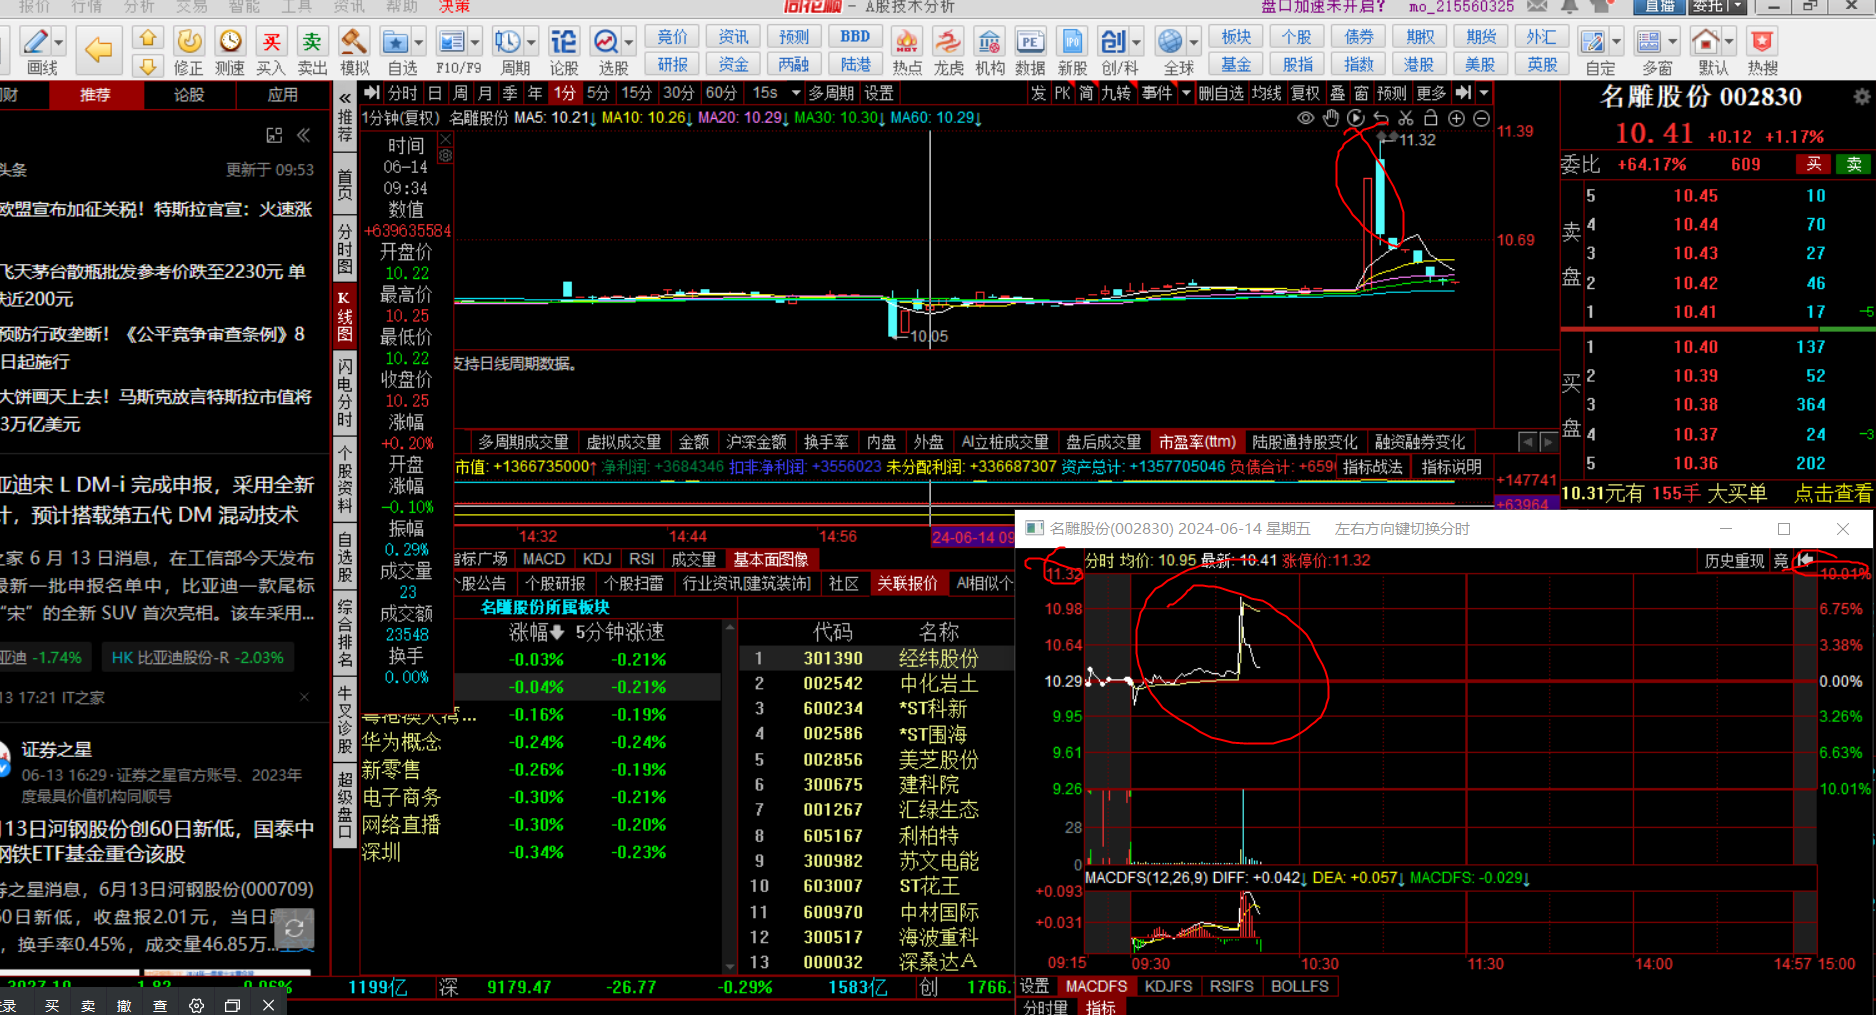 报价 行情 分析 交易 智能 工具 资讯 帮助 决策
同花顺 - A股技术分析
盘口加速未开启? mo_215560325
直播 委托
画线 修正 测速 买入 卖出 模拟 自选 F10/F9 周期 论股 选股
竞价 资讯 预测 BBD
研报 资金 两融 陆港
热点 龙虎 机构 数据 新股 创/科 全球
板块 个股 债券 期权 期货 外汇
基金 股指 指数 港股 美股 英股
自定 多窗 默认 热搜
财 推荐 论股 应用
头条
更新于 09:53
欧盟宣布加征关税！特斯拉官宣：火速涨
飞天茅台散瓶批发参考价跌至2230元 单
跌近200元
预防行政垄断！《公平竞争审查条例》8
日起施行
大饼画天上去！马斯克放言特斯拉市值将
3万亿美元
亚迪宋 L DM-i 完成申报，采用全新
计，预计搭载第五代 DM 混动技术
之家 6 月 13 日消息，在工信部今天发布
最新一批申报名单中，比亚迪一款尾标
“宋” 的全新 SUV 首次亮相。该车采用...
亚迪 -1.74% HK 比亚迪股份-R -2.03%
13 17:21 IT之家
证券之星
06-13 16:29 · 证券之星官方账号、2023年
度最具价值机构同顺号
13日河钢股份创60日新低，国泰中
钢铁ETF基金重仓该股
券之星消息，6月13日河钢股份(000709)
60日新低，收盘报2.01元，当日跌
，换手率0.45%，成交量46.85万...全文
推荐
首页
分时图
K线图
闪电分时
个股资料
自选股
综合排名
牛叉诊股
超级盘口
分时 日 周 月 季 年 1分 5分 15分 30分 60分 15s 多周期 设置
发 PK 简 九转 事件 删自选 均线 复权 叠 窗 预测 更多
1分钟(复权) 名雕股份 MA5: 10.21↓ MA10: 10.26↓ MA20: 10.29↓ MA30: 10.30↓ MA60: 10.29↓
时间
06-14
09:34
数值
+639635584
开盘价
10.22
最高价
10.25
最低价
10.22
收盘价
10.25
涨幅
+0.20%
开盘
涨幅
-0.10%
振幅
0.29%
成交量
23
成交额
23548
换手
0.00%
11.32
10.05
11.39
10.69
支持日线周期数据。
多周期成交量 虚拟成交量 金额 沪深金额 换手率 内盘 外盘 AI立桩成交量 盘后成交量 市盈率(ttm) 陆股通持股变化 融资融券变化
市值: +1366735000↑ 净利润: +3684346 扣非净利润: +3556023 未分配利润: +336687307 资产总计: +1357705046 负债合计: +659 指标战法 指标说明
+147741
+63964
14:32 14:44 14:56 24-06-14 09
指标广场 MACD KDJ RSI 成交量 基本面图像
个股公告 个股研报 个股扫雷 行业资讯[建筑装饰] 社区 关联报价 AI相似个
名雕股份所属板块
涨幅 5分钟涨速
-0.03% -0.21%
-0.04% -0.21%
粤港澳大湾... -0.16% -0.19%
华为概念 -0.24% -0.24%
新零售 -0.26% -0.19%
电子商务 -0.30% -0.21%
网络直播 -0.30% -0.20%
深圳 -0.34% -0.23%
代码 名称
1 301390 经纬股份
2 002542 中化岩土
3 600234 *ST科新
4 002586 *ST围海
5 002856 美芝股份
6 300675 建科院
7 001267 汇绿生态
8 605167 利柏特
9 300982 苏文电能
10 603007 ST花王
11 600970 中材国际
12 300517 海波重科
13 000032 深桑达A
名雕股份 002830
10.41 +0.12 +1.17%
委比 +64.17% 609 买 卖
卖盘
5 10.45 10
4 10.44 70
3 10.43 27
2 10.42 46
1 10.41 17 -5
买盘
1 10.40 137
2 10.39 52
3 10.38 364
4 10.37 24 -3
5 10.36 202
10.31元有 155手 大买单 点击查看
名雕股份(002830) 2024-06-14 星期五 左右方向键切换分时
分时 均价: 10.95 最新: 10.41 涨停价:11.32 历史重现 竞
11.32 10.01%
10.98 6.75%
10.64 3.38%
10.29 0.00%
9.95 3.26%
9.61 6.63%
9.26 10.01%
28
0
MACDFS(12,26,9) DIFF: +0.042↓ DEA: +0.057↓ MACDFS: -0.029↓
+0.093
+0.031
09:15 09:30 10:30 11:30 14:00 14:57 15:00
设置 MACDFS KDJFS RSIFS BOLLFS
分时量 指标
1199亿 深 9179.47 -26.77 -0.29% 1583亿 创 1766.
录 买 卖 撤 查